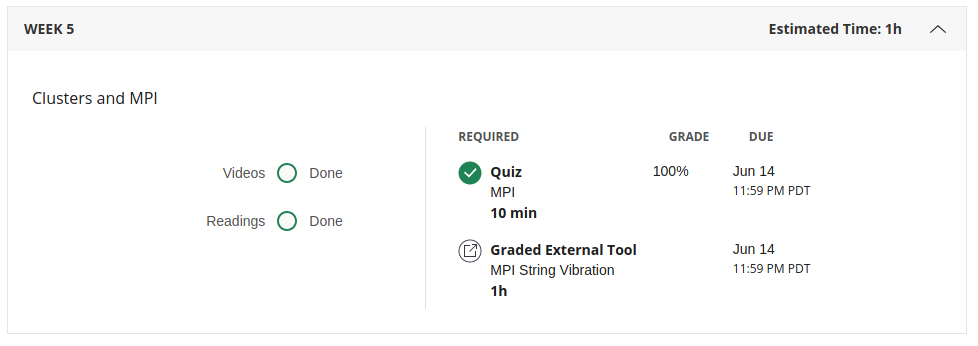 WEEK 5 Estimated Time: 1h
Clusters and MPI
Videos Done
Readings Done
REQUIRED GRADE DUE
Quiz 100% Jun 14
MPI 11:59 PM PDT
10 min
Graded External Tool Jun 14
MPI String Vibration 11:59 PM PDT
1h